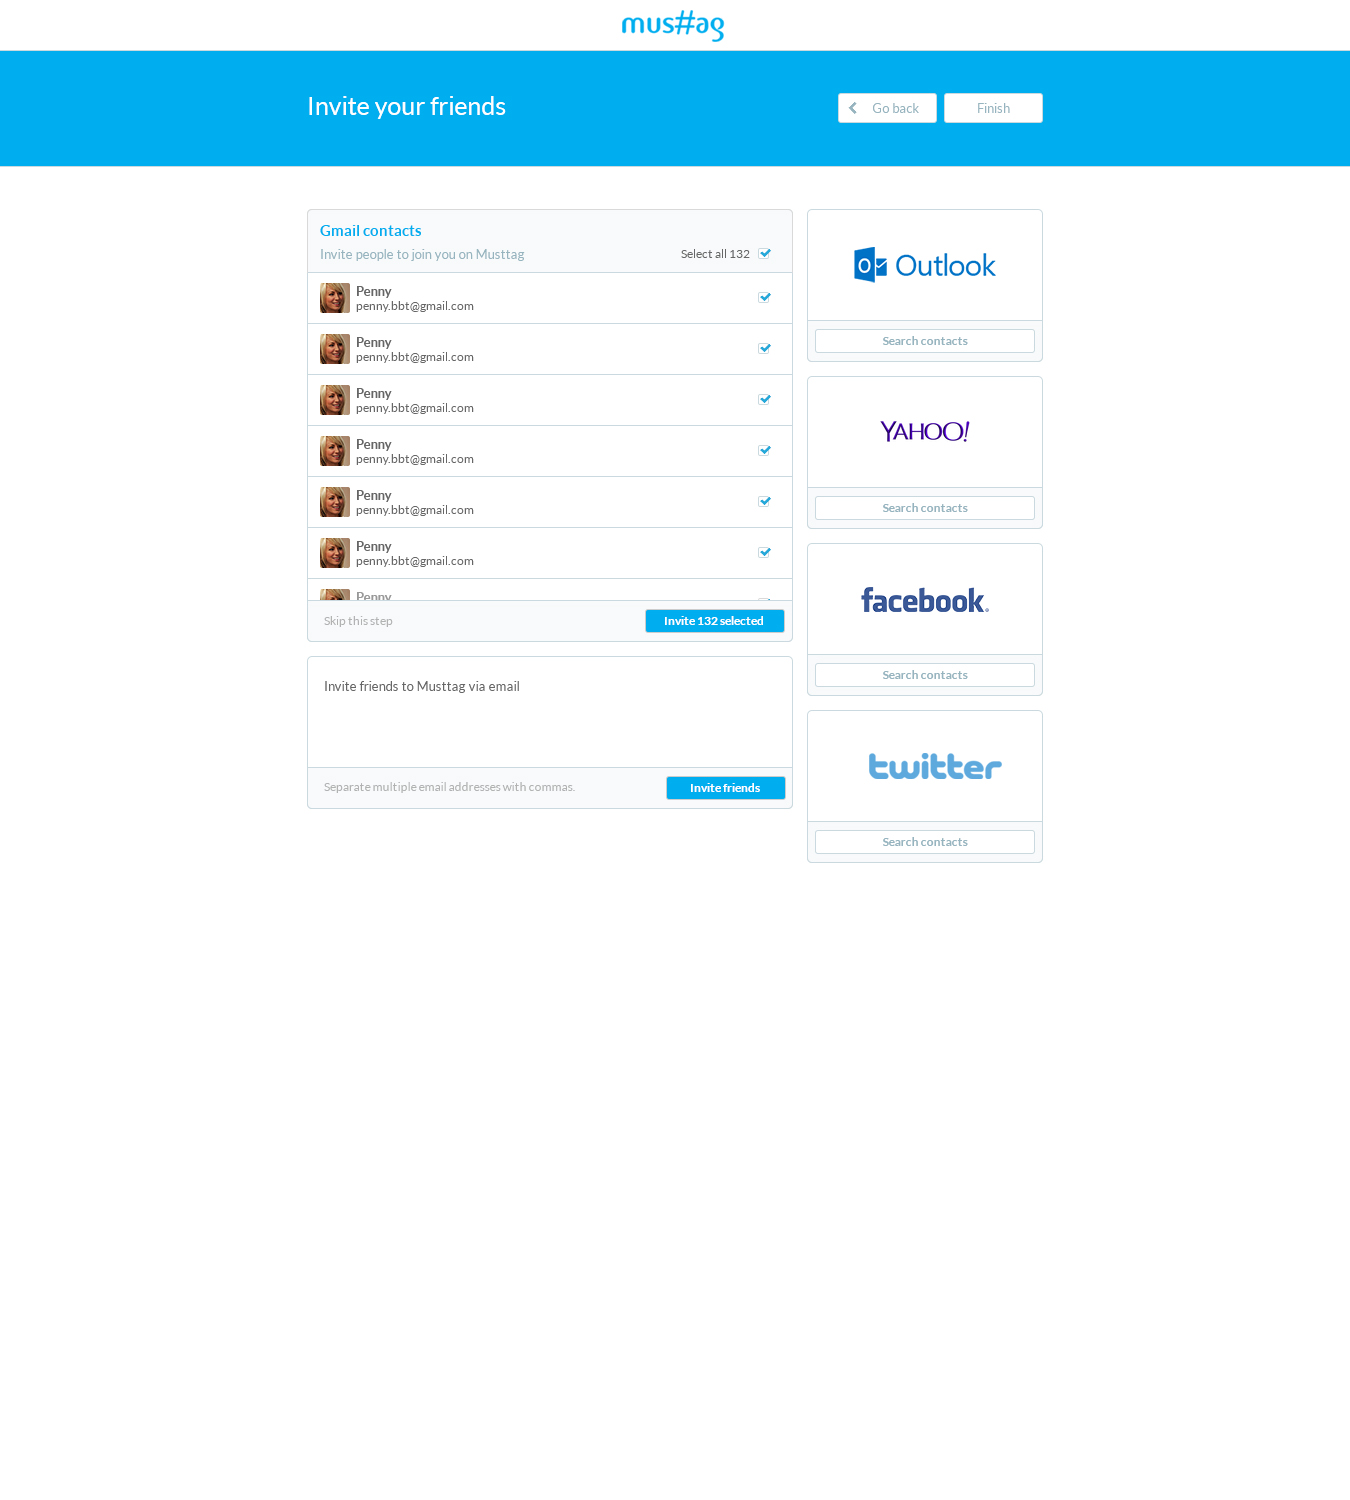 mus#ag
Invite your friends
Go back
Finish
Gmail contacts
Invite people to join you on Musttag
Select all 132
Penny
penny.bbt@gmail.com
Penny
penny.bbt@gmail.com
Penny
penny.bbt@gmail.com
Penny
penny.bbt@gmail.com
Penny
penny.bbt@gmail.com
Penny
penny.bbt@gmail.com
Penny
Skip this step
Invite 132 selected
Invite friends to Musttag via email
Separate multiple email addresses with commas.
Invite friends
Outlook
Search contacts
YAHOO!
Search contacts
facebook
Search contacts
twitter
Search contacts